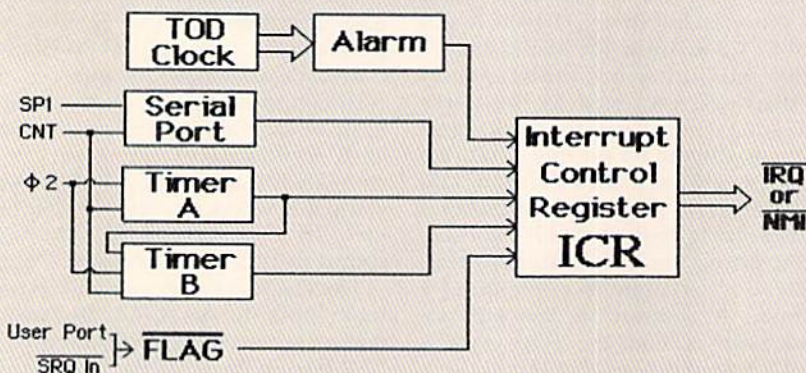 TOD
Clock
Alarm
SP1
CNT
Serial
Port
Φ2
Timer
A
Timer
B
User Port
SRQ In
FLAG
Interrupt
Control
Register
ICR
IRQ
or
NMI